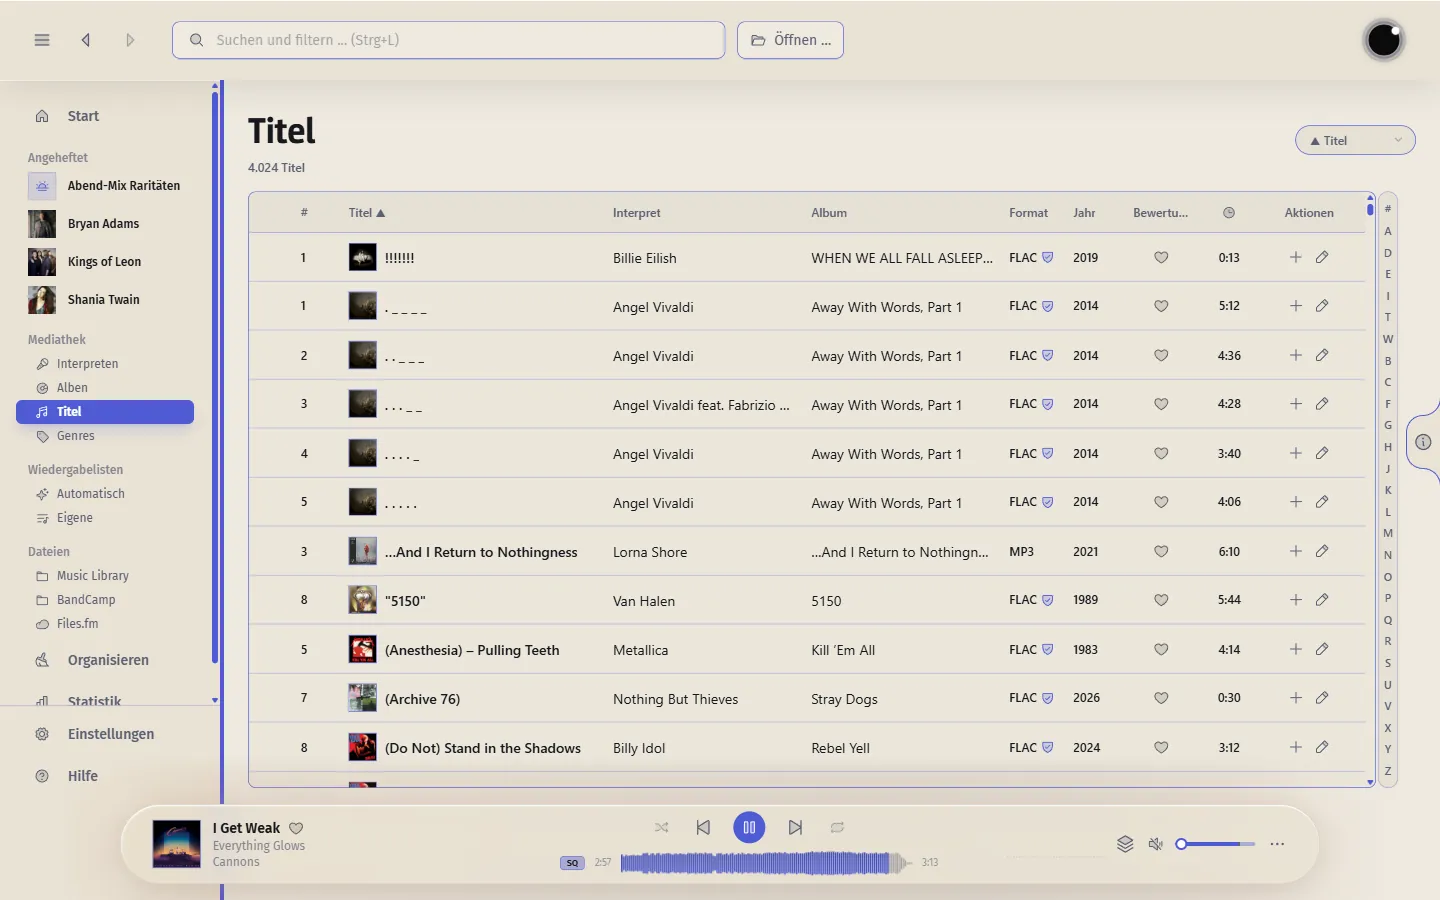 Suchen und filtern ... (Strg+L)
Öffnen ...
Start
Angeheftet
Abend-Mix Raritäten
Bryan Adams
Kings of Leon
Shania Twain
Mediathek
Interpreten
Alben
Titel
Genres
Wiedergabelisten
Automatisch
Eigene
Dateien
Music Library
BandCamp
Files.fm
Organisieren
Statistik
Einstellungen
Hilfe
Titel
4.024 Titel
▲ Titel
# Titel ▲ Interpret Album Format Jahr Bewertu... Aktionen
1 !!!!!!! Billie Eilish WHEN WE ALL FALL ASLEEP... FLAC 2019 0:13
1 . _ _ _ _ Angel Vivaldi Away With Words, Part 1 FLAC 2014 5:12
2 . . _ _ _ Angel Vivaldi Away With Words, Part 1 FLAC 2014 4:36
3 . . . _ _ Angel Vivaldi feat. Fabrizio ... Away With Words, Part 1 FLAC 2014 4:28
4 . . . . _ Angel Vivaldi Away With Words, Part 1 FLAC 2014 3:40
5 . . . . . Angel Vivaldi Away With Words, Part 1 FLAC 2014 4:06
3 ...And I Return to Nothingness Lorna Shore ...And I Return to Nothingn... MP3 2021 6:10
8 "5150" Van Halen 5150 FLAC 1989 5:44
5 (Anesthesia) – Pulling Teeth Metallica Kill ’Em All FLAC 1983 4:14
7 (Archive 76) Nothing But Thieves Stray Dogs FLAC 2026 0:30
8 (Do Not) Stand in the Shadows Billy Idol Rebel Yell FLAC 2024 3:12
#
A
D
E
I
T
W
B
C
F
G
H
J
K
L
M
N
O
P
Q
R
S
U
V
X
Y
Z
I Get Weak
Everything Glows
Cannons
SQ 2:57 3:13